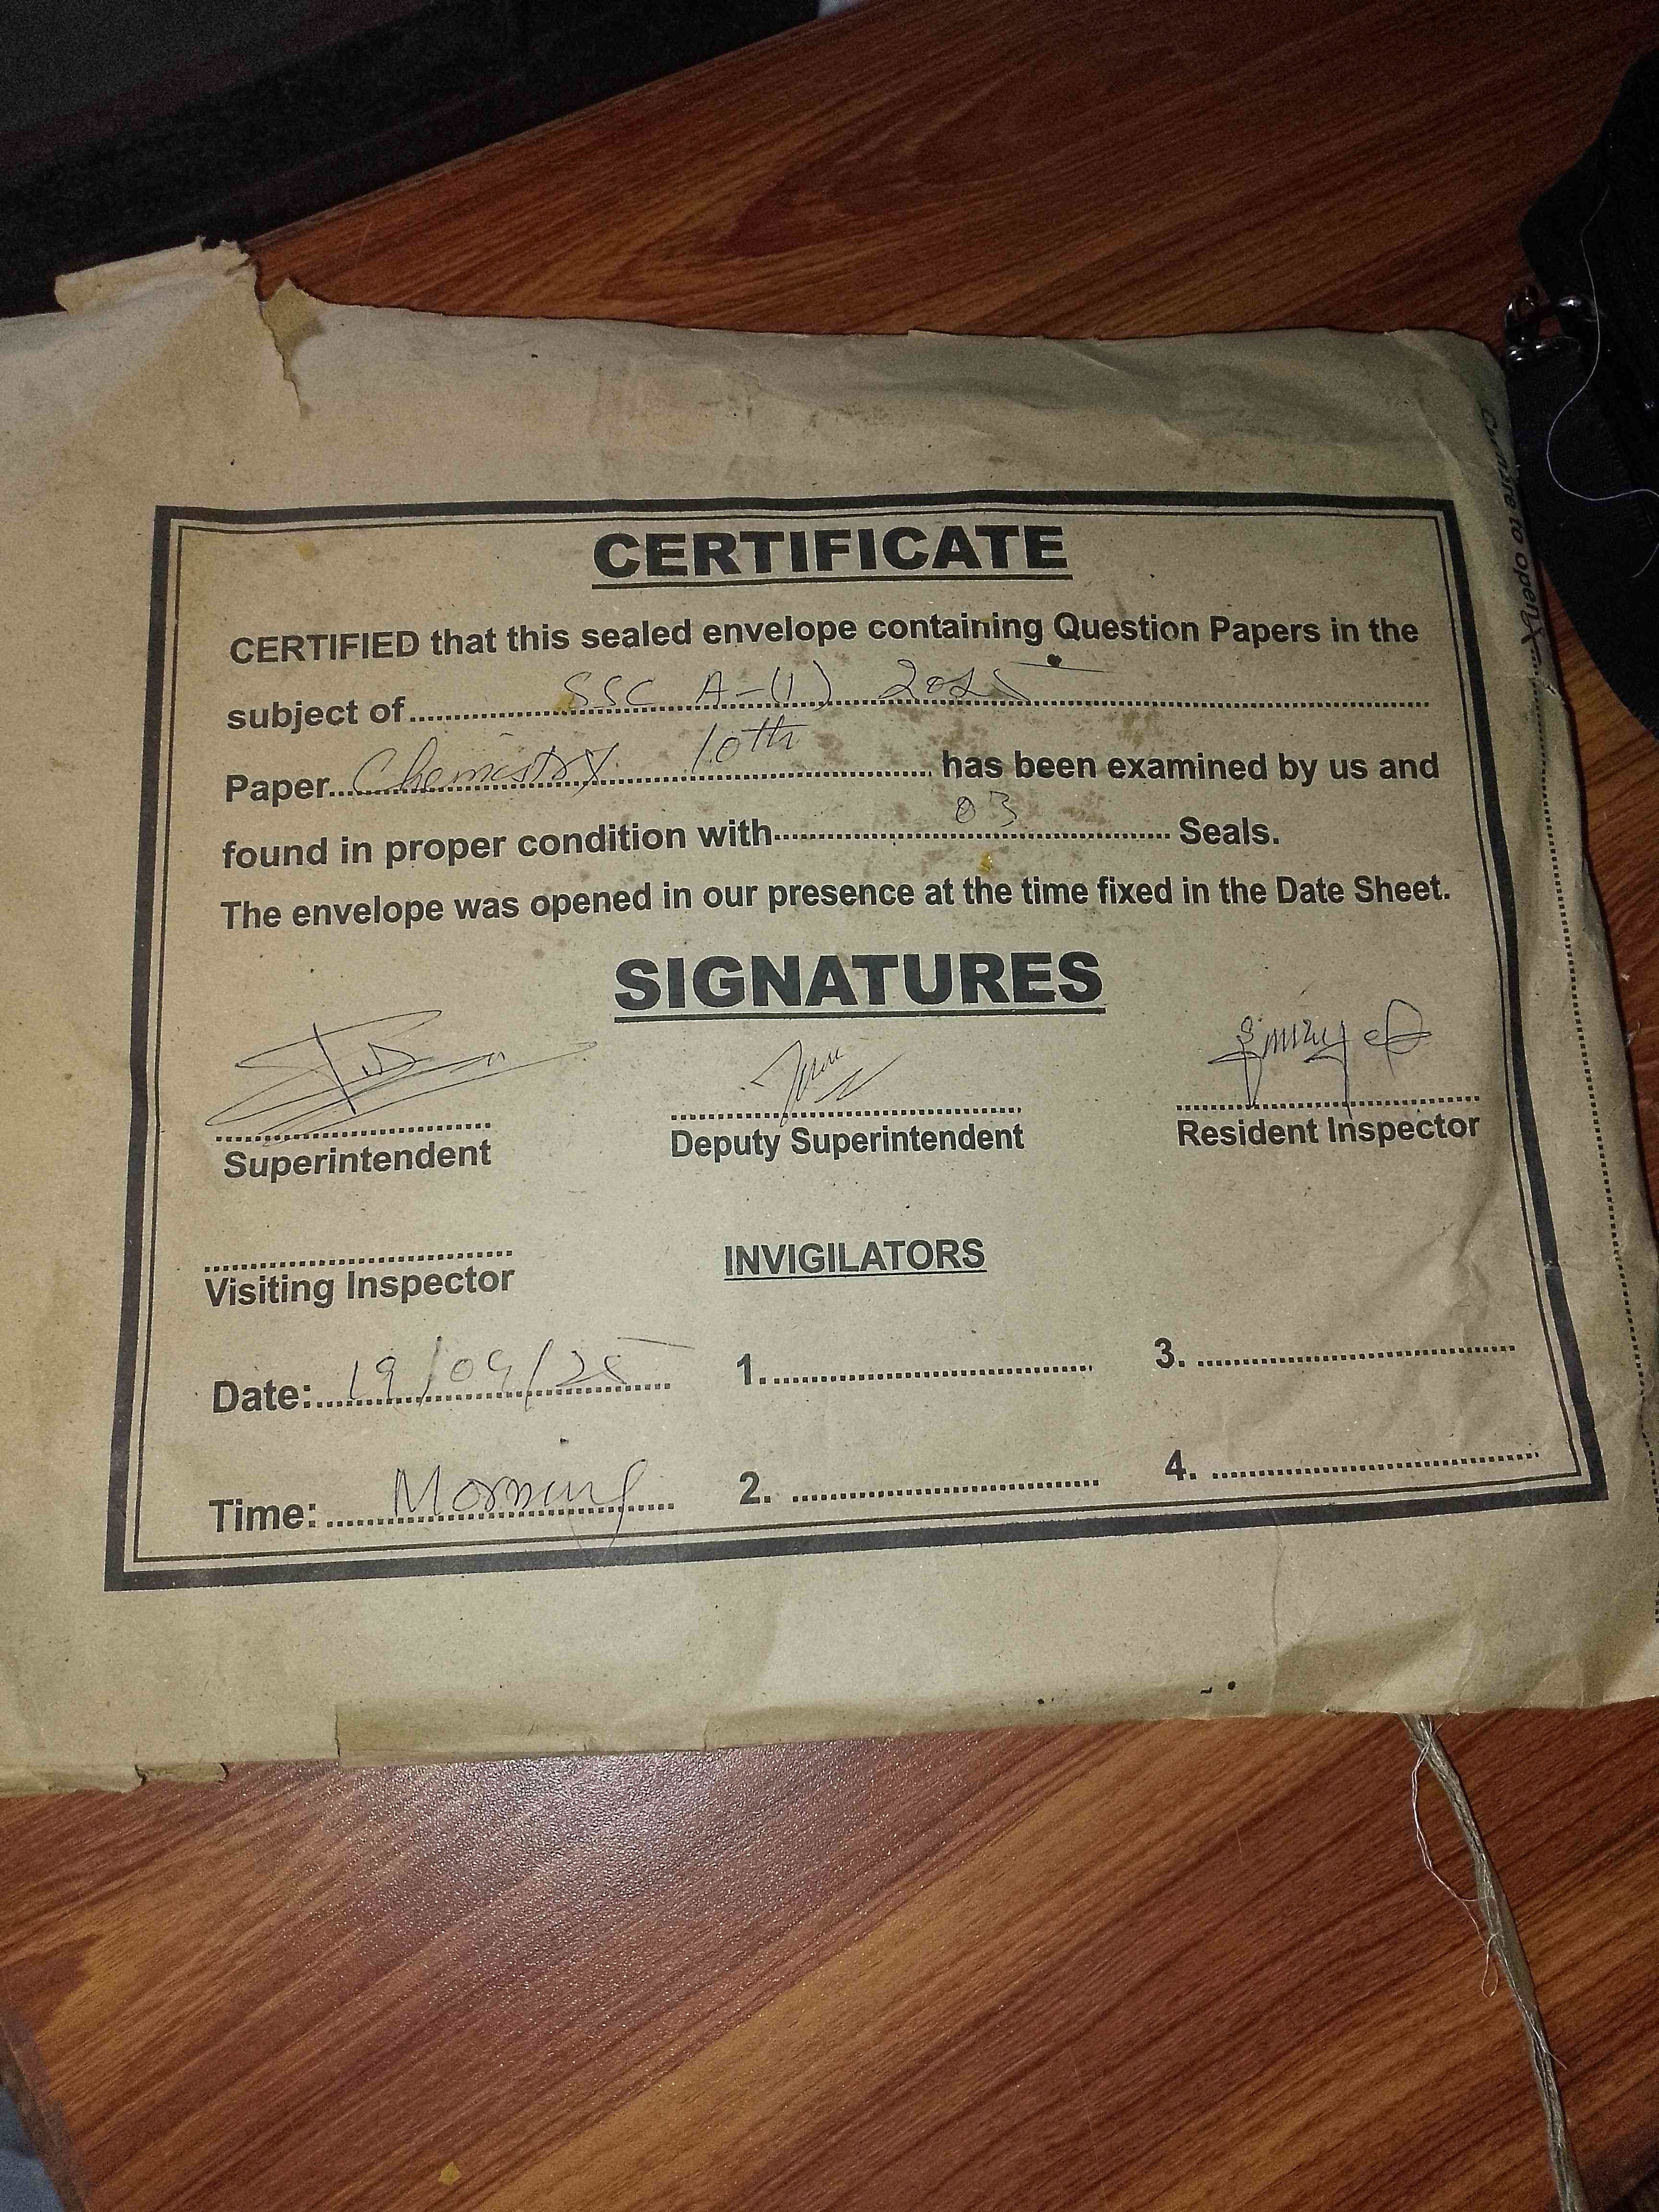 CERTIFICATE
CERTIFIED that this sealed envelope containing Question Papers in the
subject of SSC A-(1) 2025
Paper Chemistry 10th has been examined by us and
found in proper condition with 03 Seals.
The envelope was opened in our presence at the time fixed in the Date Sheet.
SIGNATURES
Superintendent
Deputy Superintendent
Resident Inspector
Visiting Inspector
INVIGILATORS
Date: 19/04/25
1.
3.
Time: Morning
2.
4.
to open